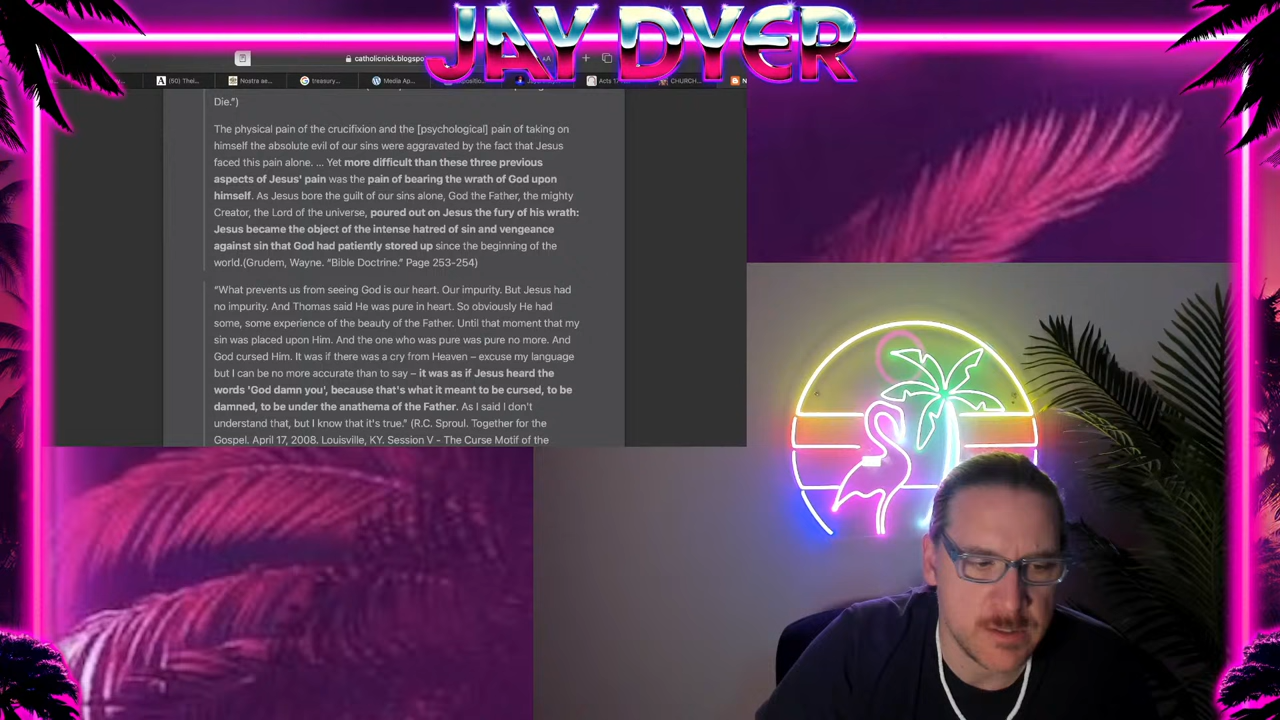 JAY DYER
catholicnick.blogspo
AA
(50) Thei...
Nostra ae...
treasury...
Media Ap...
Acts 17
CHURCH...
N
Die.")
The physical pain of the crucifixion and the [psychological] pain of taking on
himself the absolute evil of our sins were aggravated by the fact that Jesus
faced this pain alone. ... Yet more difficult than these three previous
aspects of Jesus' pain was the pain of bearing the wrath of God upon
himself. As Jesus bore the guilt of our sins alone, God the Father, the mighty
Creator, the Lord of the universe, poured out on Jesus the fury of his wrath:
Jesus became the object of the intense hatred of sin and vengeance
against sin that God had patiently stored up since the beginning of the
world.(Grudem, Wayne. "Bible Doctrine." Page 253-254)
"What prevents us from seeing God is our heart. Our impurity. But Jesus had
no impurity. And Thomas said He was pure in heart. So obviously He had
some, some experience of the beauty of the Father. Until that moment that my
sin was placed upon Him. And the one who was pure was pure no more. And
God cursed Him. It was if there was a cry from Heaven – excuse my language
but I can be no more accurate than to say – it was as if Jesus heard the
words 'God damn you', because that's what it meant to be cursed, to be
damned, to be under the anathema of the Father. As I said I don't
understand that, but I know that it's true." (R.C. Sproul. Together for the
Gospel. April 17, 2008. Louisville, KY. Session V - The Curse Motif of the